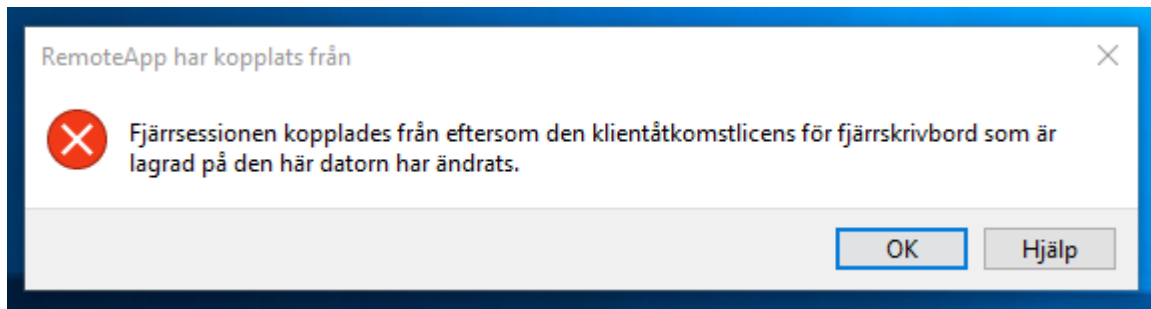 RemoteApp har kopplats från
Fjärrsessionen kopplades från eftersom den klientåtkomstlicens för fjärrskrivbord som är
lagrad på den här datorn har ändrats.
OK
Hjälp